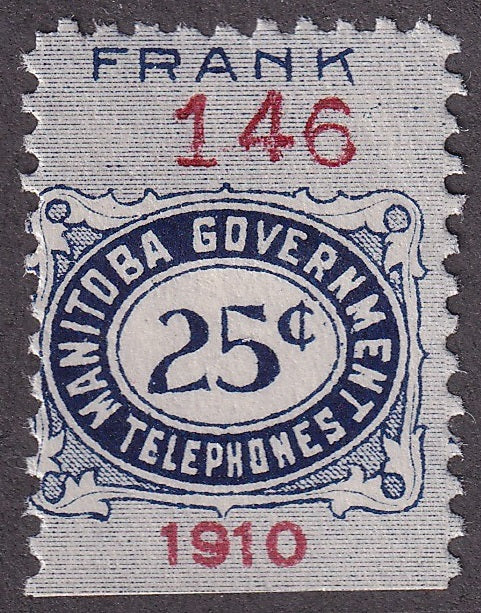 FRANK
146
MANITOBA GOVERNMENT
25¢
TELEPHONES
1910